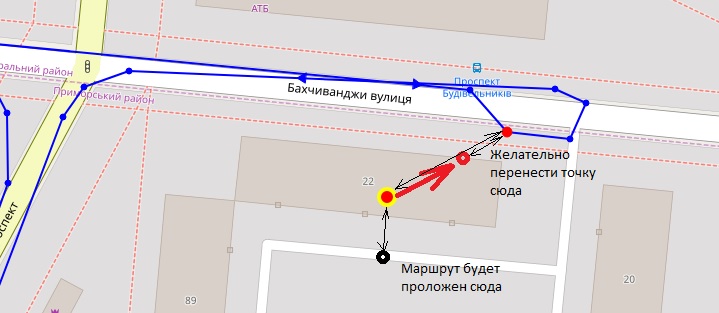 АТБ
ральний район
Приморський район
Бахчиванджи вулиця
Проспект
Будівельників
Желательно
перенести точку
сюда
22
спект
Маршрут будет
проложен сюда
89
20